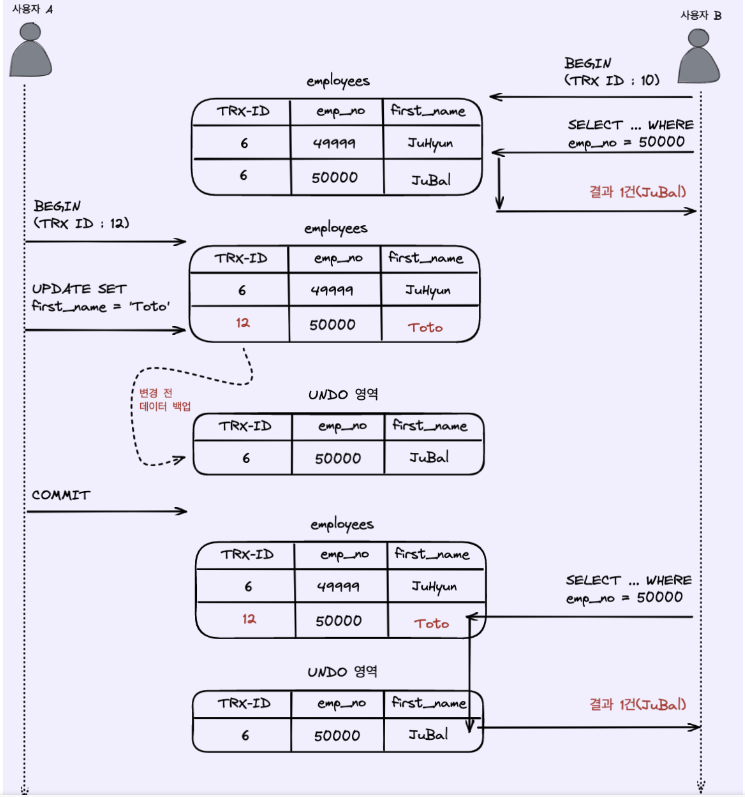 사용자 A
사용자 B
BEGIN
(TRX ID : 10)
employees
TRX-ID emp_no first_name
6 49999 JuHyun
6 50000 JuBal
SELECT ... WHERE
emp_no = 50000
결과 1건(JuBal)
BEGIN
(TRX ID : 12)
employees
TRX-ID emp_no first_name
6 49999 JuHyun
12 50000 Toto
UPDATE SET
first_name = 'Toto'
변경 전
데이터 백업
UNDO 영역
TRX-ID emp_no first_name
6 50000 JuBal
COMMIT
employees
TRX-ID emp_no first_name
6 49999 JuHyun
12 50000 Toto
SELECT ... WHERE
emp_no = 50000
UNDO 영역
TRX-ID emp_no first_name
6 50000 JuBal
결과 1건(JuBal)